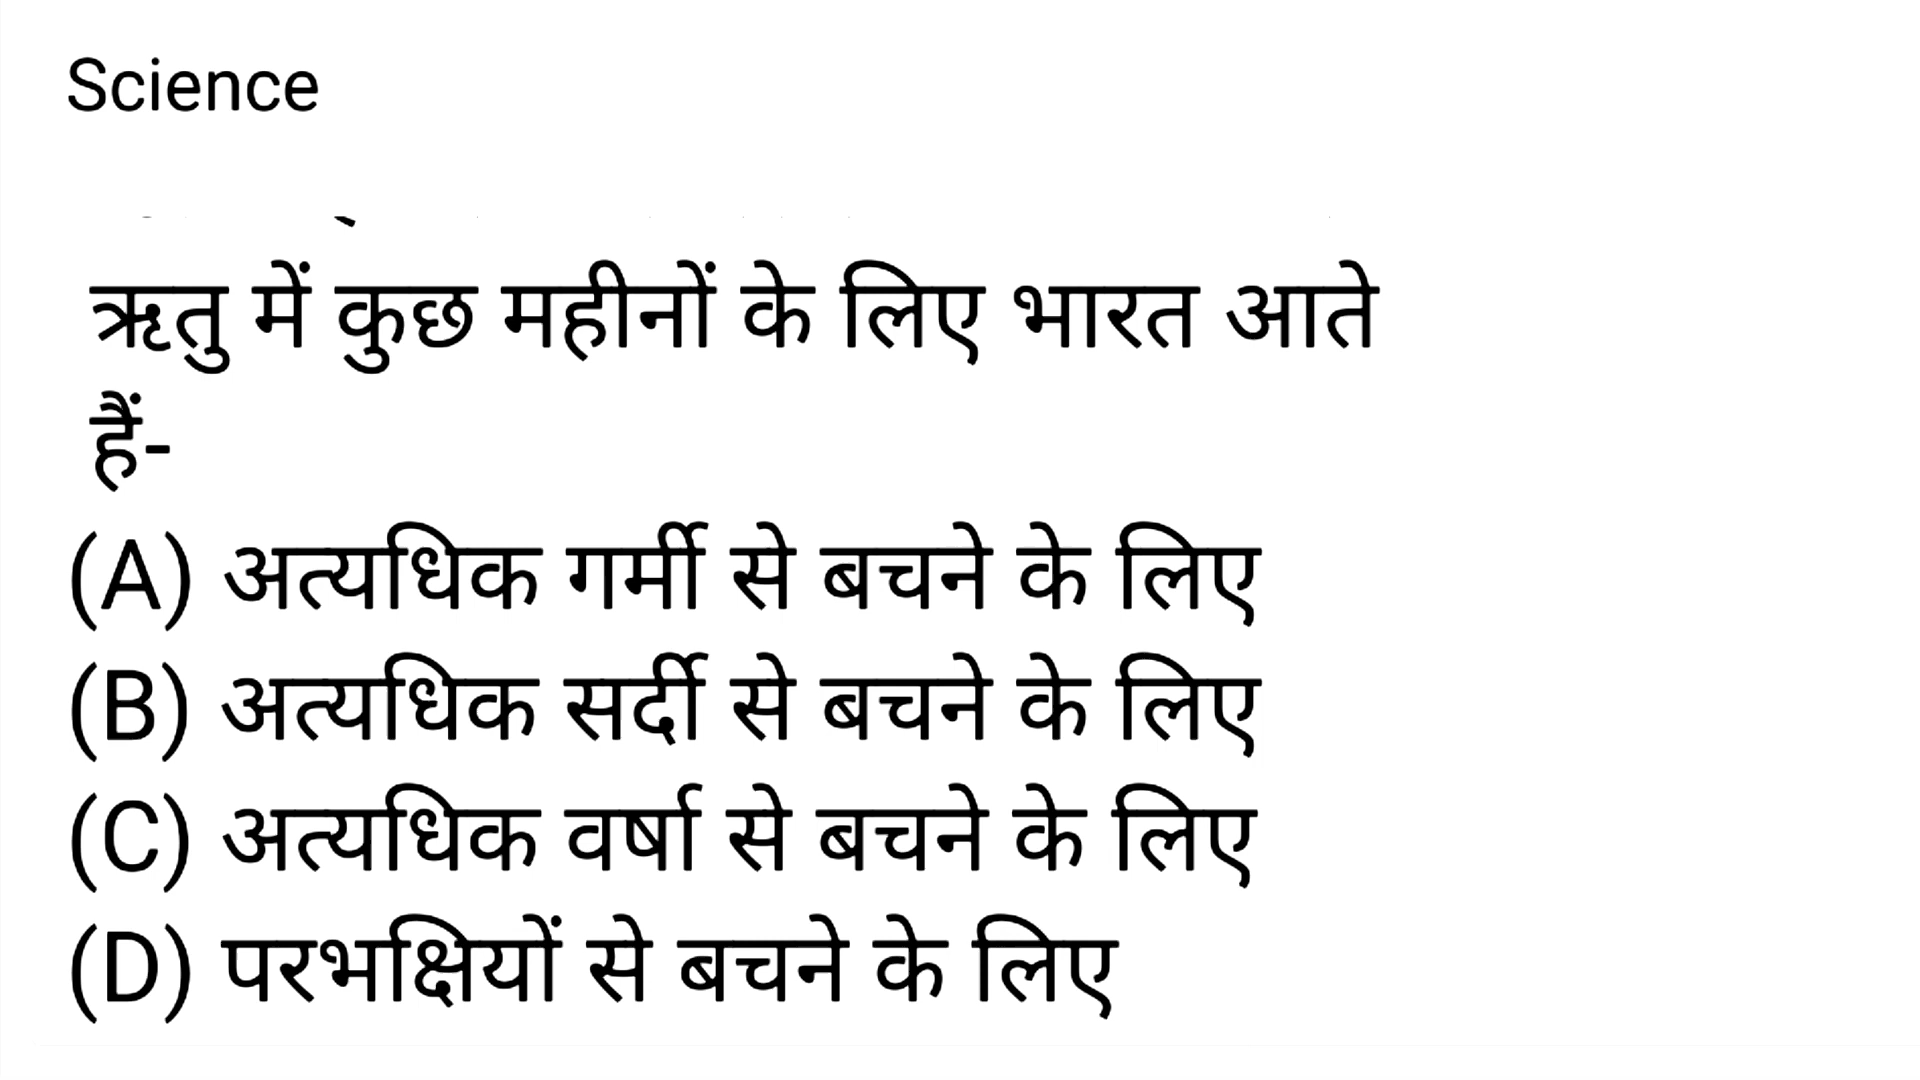 Science
ऋतु में कुछ महीनों के लिए भारत आते
हैं-
(A) अत्यधिक गर्मी से बचने के लिए
(B) अत्यधिक सर्दी से बचने के लिए
(C) अत्यधिक वर्षा से बचने के लिए
(D) परभक्षियों से बचने के लिए